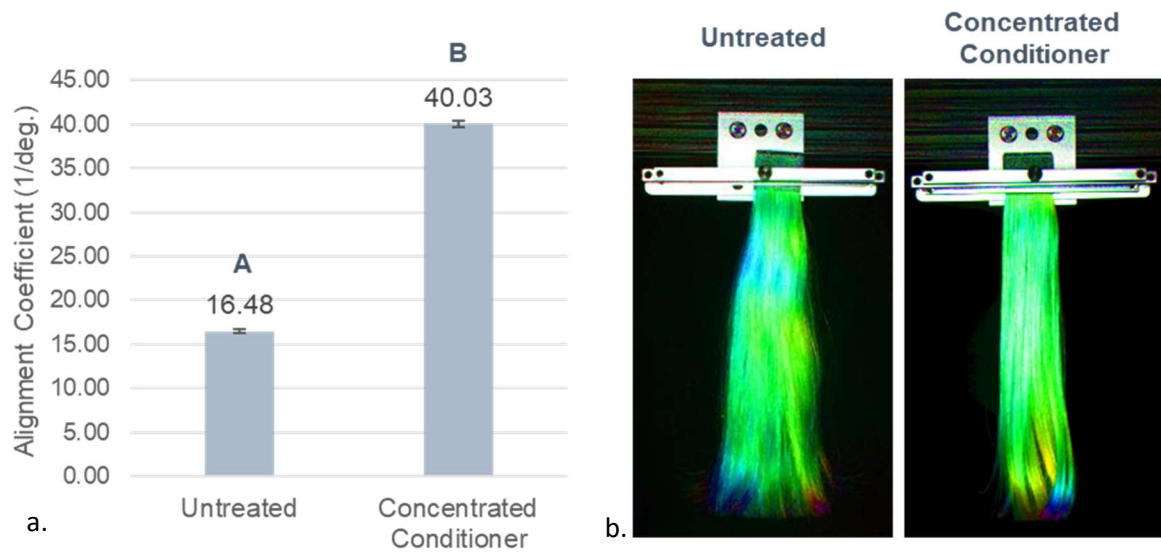 Alignment Coefficient (1/deg.)
45.00
40.00
35.00
30.00
25.00
20.00
15.00
10.00
5.00
0.00
A
16.48
B
40.03
Untreated
Concentrated
Conditioner
a.
Untreated
Concentrated
Conditioner
b.